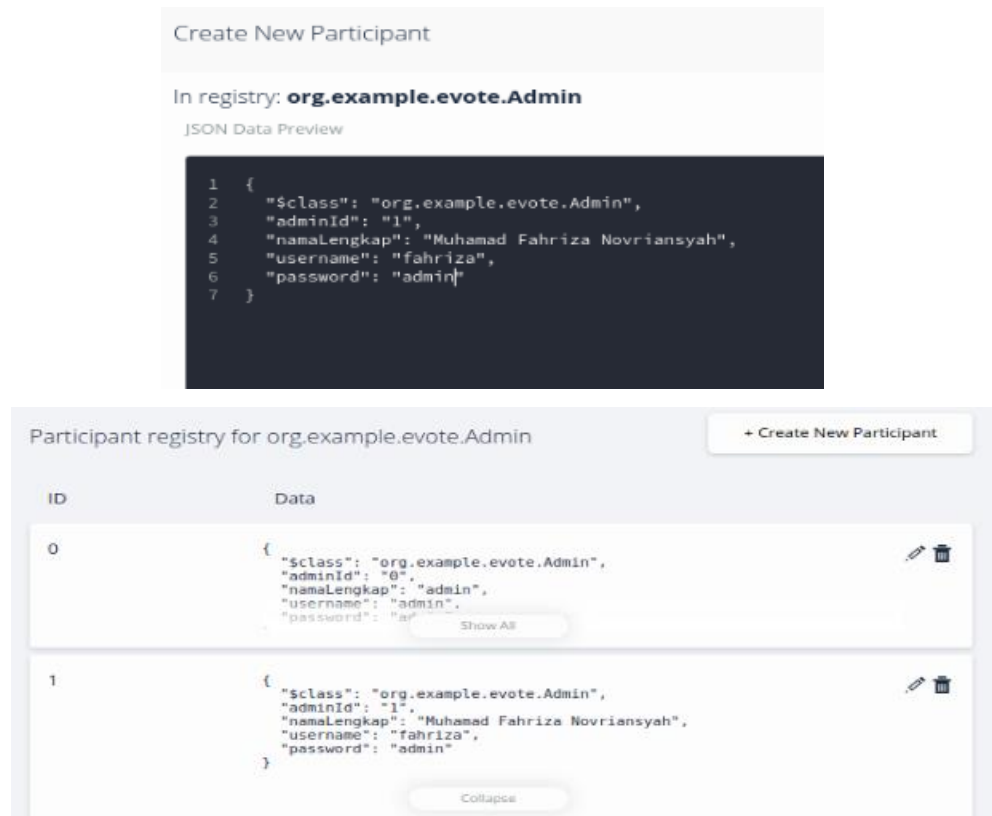 Create New Participant
In registry: org.example.evote.Admin
JSON Data Preview
1 {
2 "$class": "org.example.evote.Admin",
3 "adminId": "1",
4 "namaLengkap": "Muhamad Fahriza Novriansyah",
5 "username": "fahriza",
6 "password": "admin"
7 }
Participant registry for org.example.evote.Admin
+ Create New Participant
ID Data
0 {
"$class": "org.example.evote.Admin",
"adminId": "0",
"namaLengkap": "admin",
"username": "admin",
"password":
Show All
1 {
"$class": "org.example.evote.Admin",
"adminId": "1",
"namaLengkap": "Muhamad Fahriza Novriansyah",
"username": "fahriza",
"password": "admin"
}
Collapse